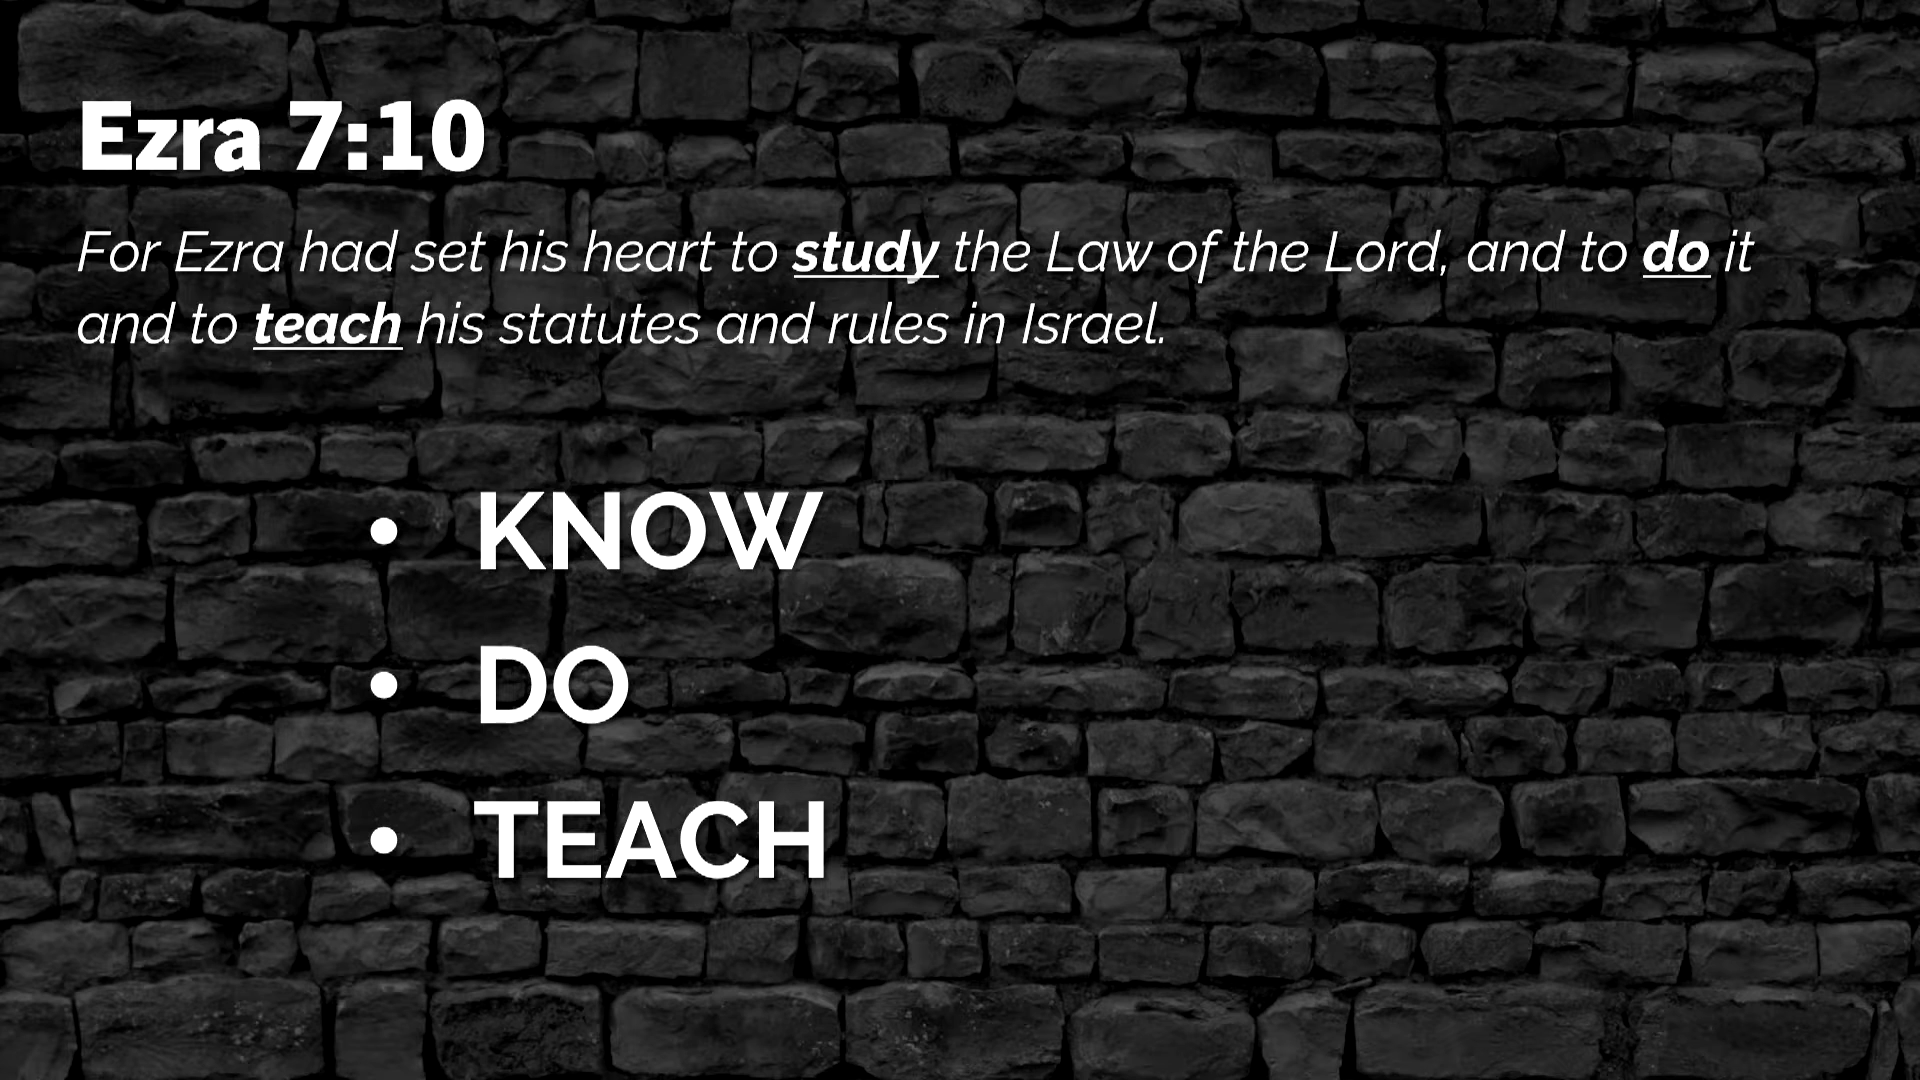 Ezra 7:10
For Ezra had set his heart to study the Law of the Lord, and to do it
and to teach his statutes and rules in Israel.
• KNOW
• DO
• TEACH